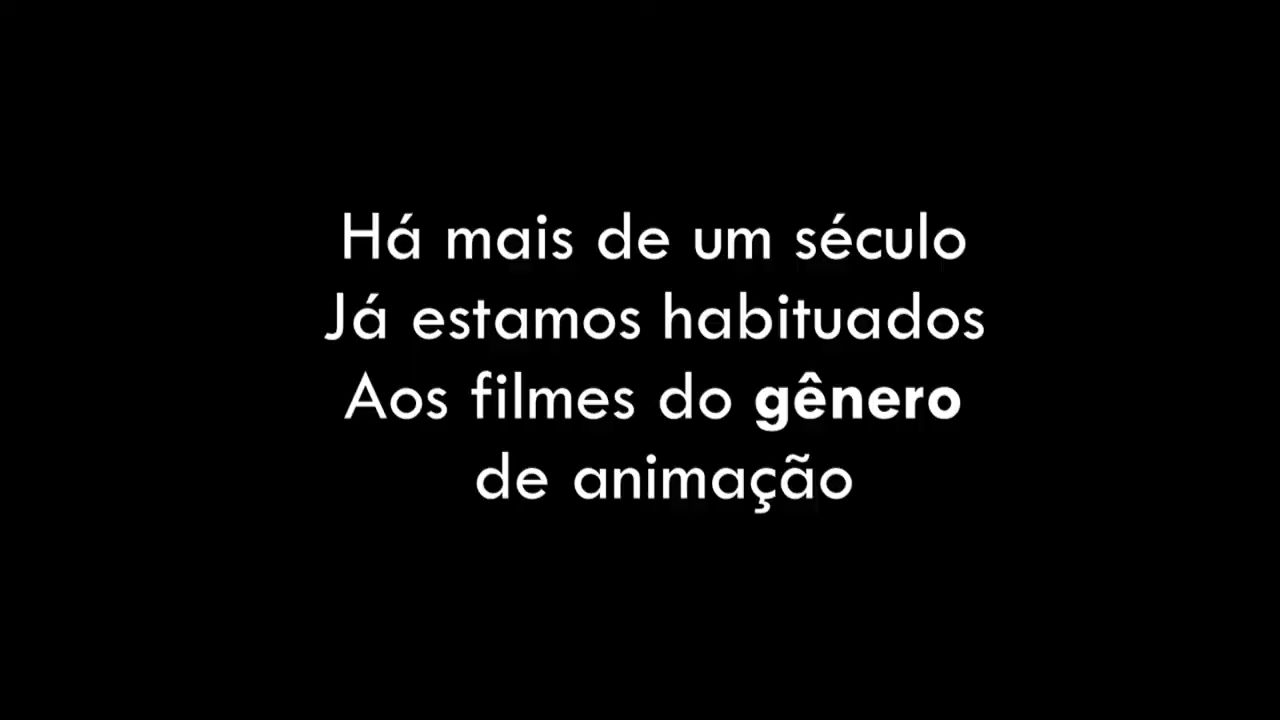 Há mais de um século
Já estamos habituados
Aos filmes do gênero
de animação